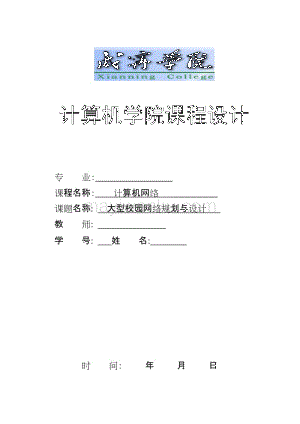 咸宁学院
Xianning College
计算机学院课程设计
专 业:
课程名称: 计算机网络
课题名称: 大型校园网络规划与设计
教 师:
学 号: 姓 名:
时 间: 年 月 日